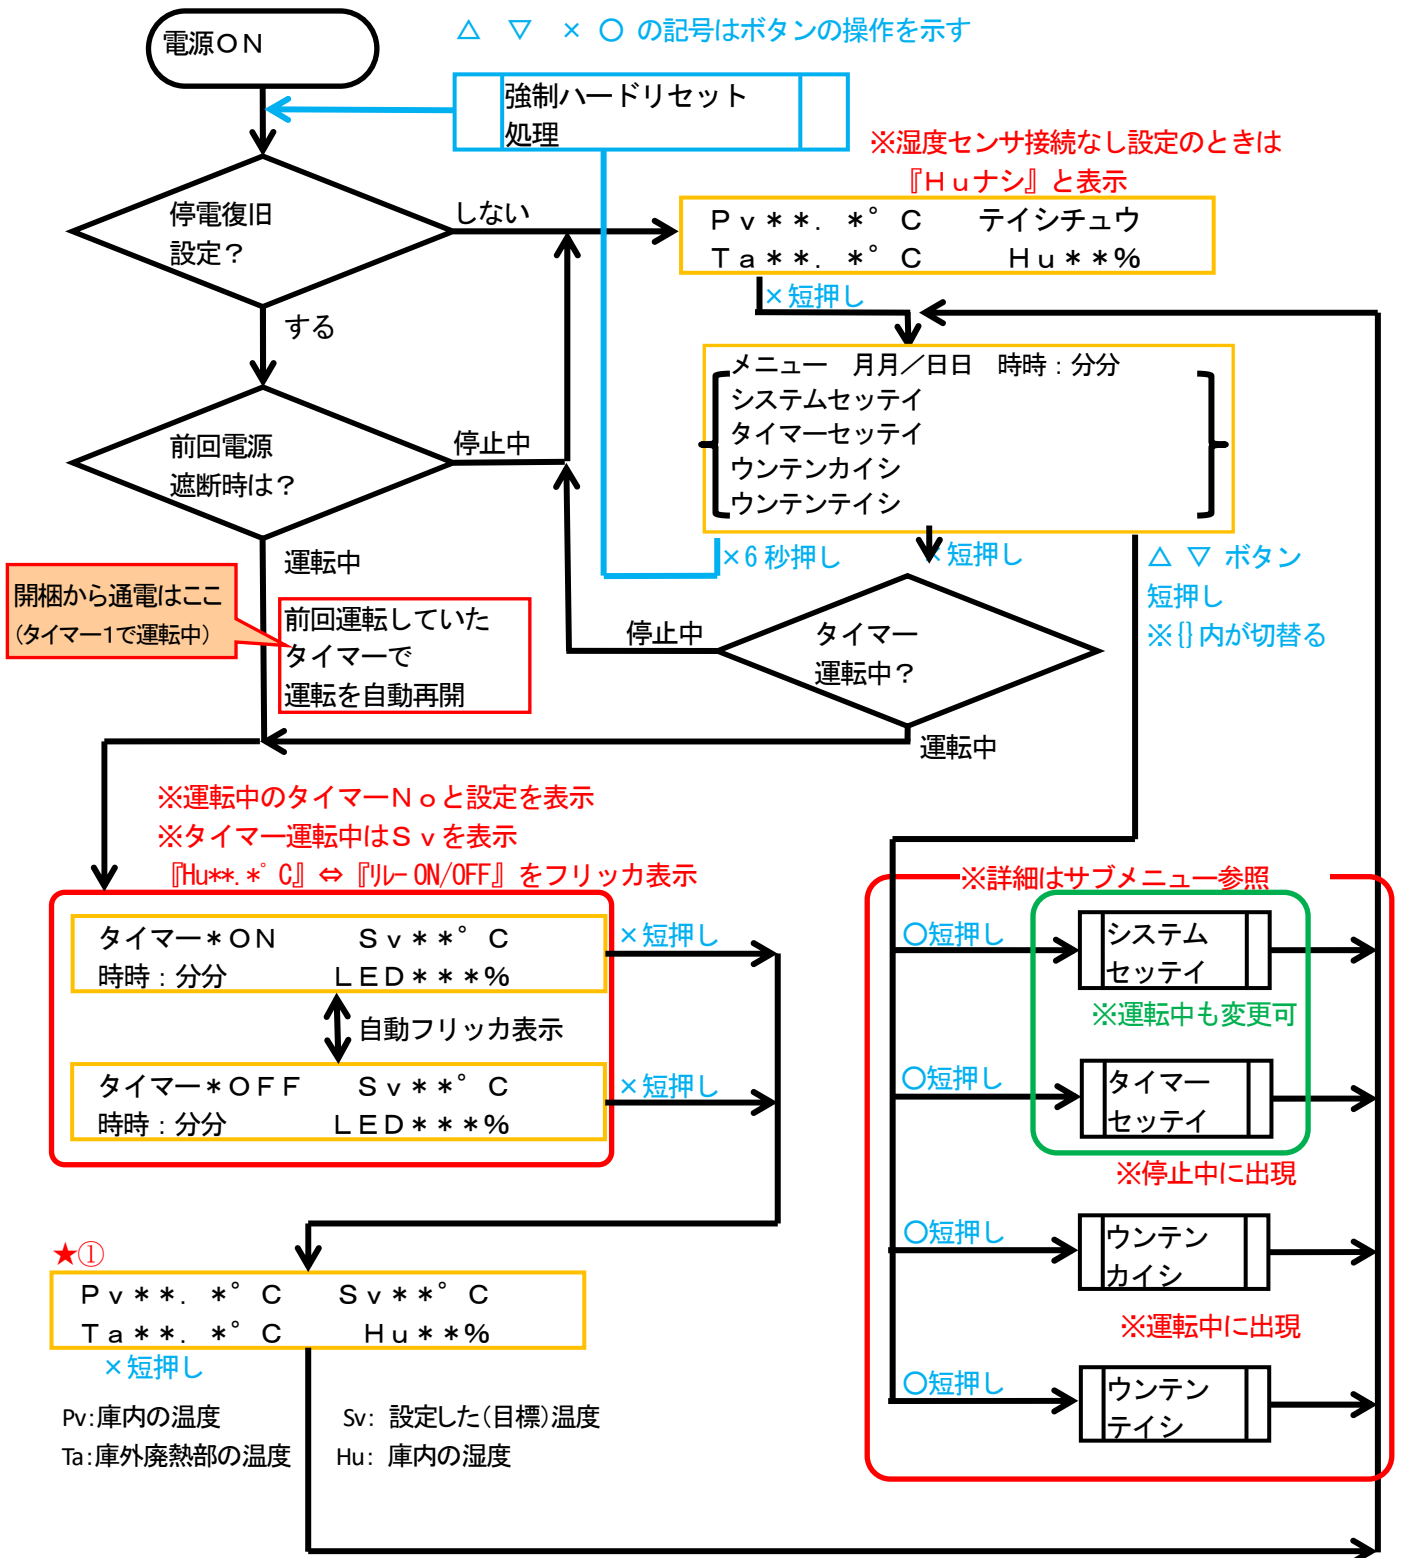 電源ON
△ ▽ × ○ の記号はボタンの操作を示す
強制ハードリセット
処理
※湿度センサ接続なし設定のときは
『Huナシ』と表示
停電復旧
設定？
しない
する
Pv**.*°C テイシチュウ
Ta**.*°C Hu**%
×短押し
メニュー 月月／日日 時時：分分
システムセッテイ
タイマーセッテイ
ウンテンカイシ
ウンテンテイシ
前回電源
遮断時は？
停止中
運転中
×6秒押し
×短押し
△ ▽ ボタン
短押し
※{}内が切替る
開梱から通電はここ
(タイマー1で運転中)
前回運転していた
タイマーで
運転を自動再開
停止中
タイマー
運転中？
運転中
※運転中のタイマーNoと設定を表示
※タイマー運転中はSvを表示
『Hu**.*°C』⇔『リレーON/OFF』をフリッカ表示
タイマー*ON Sv**°C
時時：分分 LED***%
×短押し
自動フリッカ表示
タイマー*OFF Sv**°C
時時：分分 LED***%
×短押し
※詳細はサブメニュー参照
○短押し
システム
セッテイ
※運転中も変更可
○短押し
タイマー
セッテイ
※停止中に出現
○短押し
ウンテン
カイシ
※運転中に出現
○短押し
ウンテン
テイシ
★①
Pv**.*°C Sv**°C
Ta**.*°C Hu**%
×短押し
Pv:庫内の温度 Sv: 設定した(目標)温度
Ta:庫外廃熱部の温度 Hu: 庫内の湿度